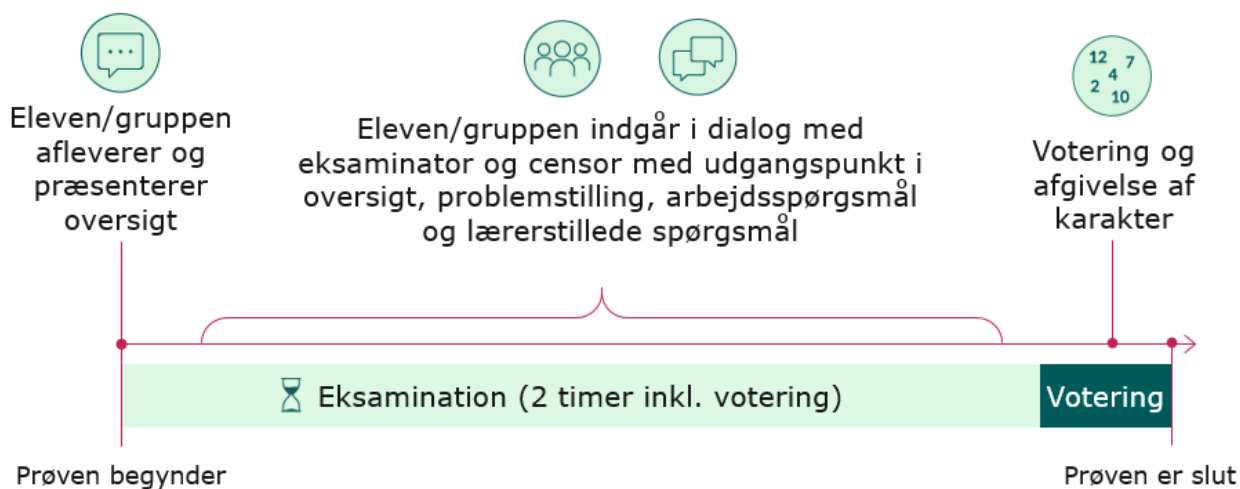 Eleven/gruppen
afleverer og
præsenterer
oversigt
Eleven/gruppen indgår i dialog med
eksaminator og censor med udgangspunkt i
oversigt, problemstilling, arbejdsspørgsmål
og lærerstillede spørgsmål
12
7
4
2
10
Votering og
afgivelse af
karakter
Eksamination (2 timer inkl. votering)
Votering
Prøven begynder
Prøven er slut